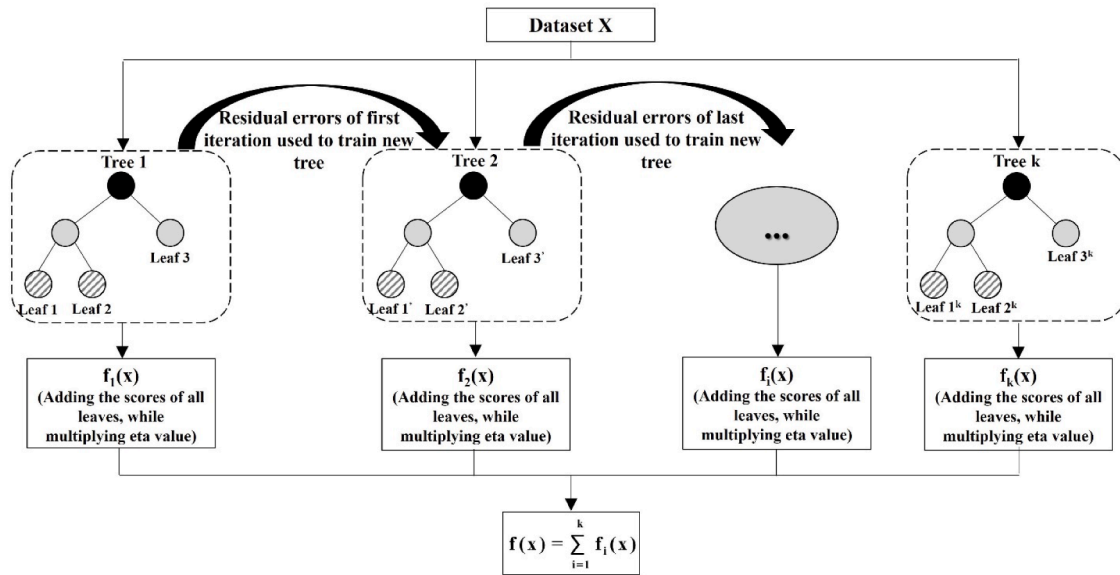 Dataset X
Residual errors of first
iteration used to train new
tree
Residual errors of last
iteration used to train new
tree
Tree 1
Leaf 3
Leaf 1
Leaf 2
Tree 2
Leaf 3'
Leaf 1'
Leaf 2'
...
Tree k
Leaf 3ᵏ
Leaf 1ᵏ
Leaf 2ᵏ
f₁(x)
(Adding the scores of all
leaves, while
multiplying eta value)
f₂(x)
(Adding the scores of all
leaves, while
multiplying eta value)
fᵢ(x)
(Adding the scores of all
leaves, while
multiplying eta value)
fₖ(x)
(Adding the scores of all
leaves, while
multiplying eta value)
k
f(x) = ∑ fᵢ(x)
i=1